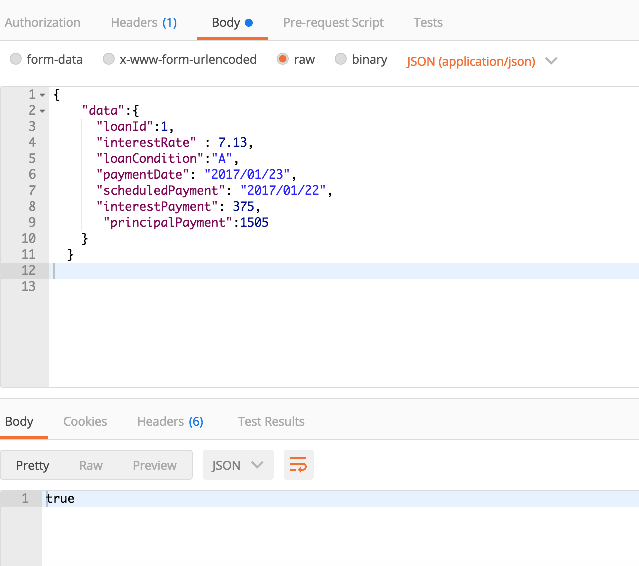 Authorization Headers (1) Body Pre-request Script Tests
form-data x-www-form-urlencoded raw binary JSON (application/json)
1 {
2 "data":{
3 "loanId":1,
4 "interestRate" : 7.13,
5 "loanCondition":"A",
6 "paymentDate": "2017/01/23",
7 "scheduledPayment": "2017/01/22",
8 "interestPayment": 375,
9 "principalPayment":1505
10 }
11 }
12
13
Body Cookies Headers (6) Test Results
Pretty Raw Preview JSON
1 true